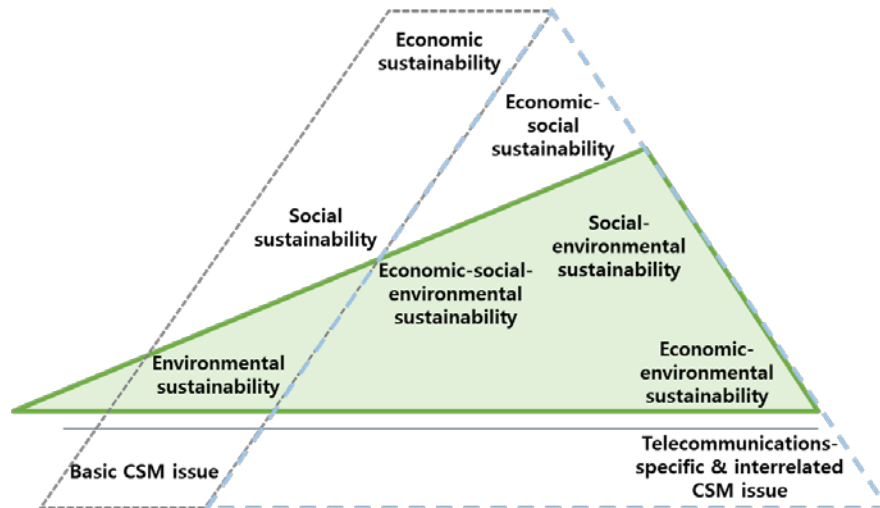 Economic
sustainability
Economic-
social
sustainability
Social
sustainability
Social-
environmental
sustainability
Economic-social-
environmental
sustainability
Environmental
sustainability
Economic-
environmental
sustainability
Basic CSM issue
Telecommunications-
specific & interrelated
CSM issue